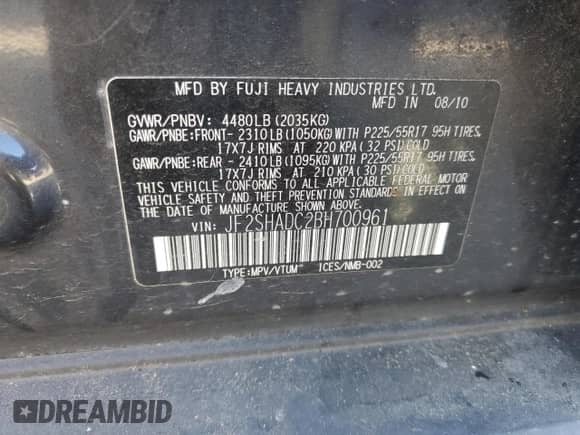 MFD BY FUJI HEAVY INDUSTRIES LTD.
MFD IN 08/10
GVWR/PNBV: 4480LB (2035KG)
GAWR/PNBE:FRONT- 2310LB (1050KG)WITH P225/55R17 95H TIRES,
17X7J RIMS AT 220 KPA (32 PSI)COLD
GAWR/PNBE:REAR - 2410LB (1095KG)WITH P225/55R17 95H TIRES,
17X7J RIMS AT 210 KPA (30 PSI)COLD
THIS VEHICLE CONFORMS TO ALL APPLICABLE FEDERAL MOTOR
VEHICLE SAFETY STANDARDS IN EFFECT ON THE
DATE OF MANUFACTURE SHOWN ABOVE.
VIN: JF2SHADC2BH700961
TYPE:MPV/VTUM ICES/NMB-002
DREAMBID